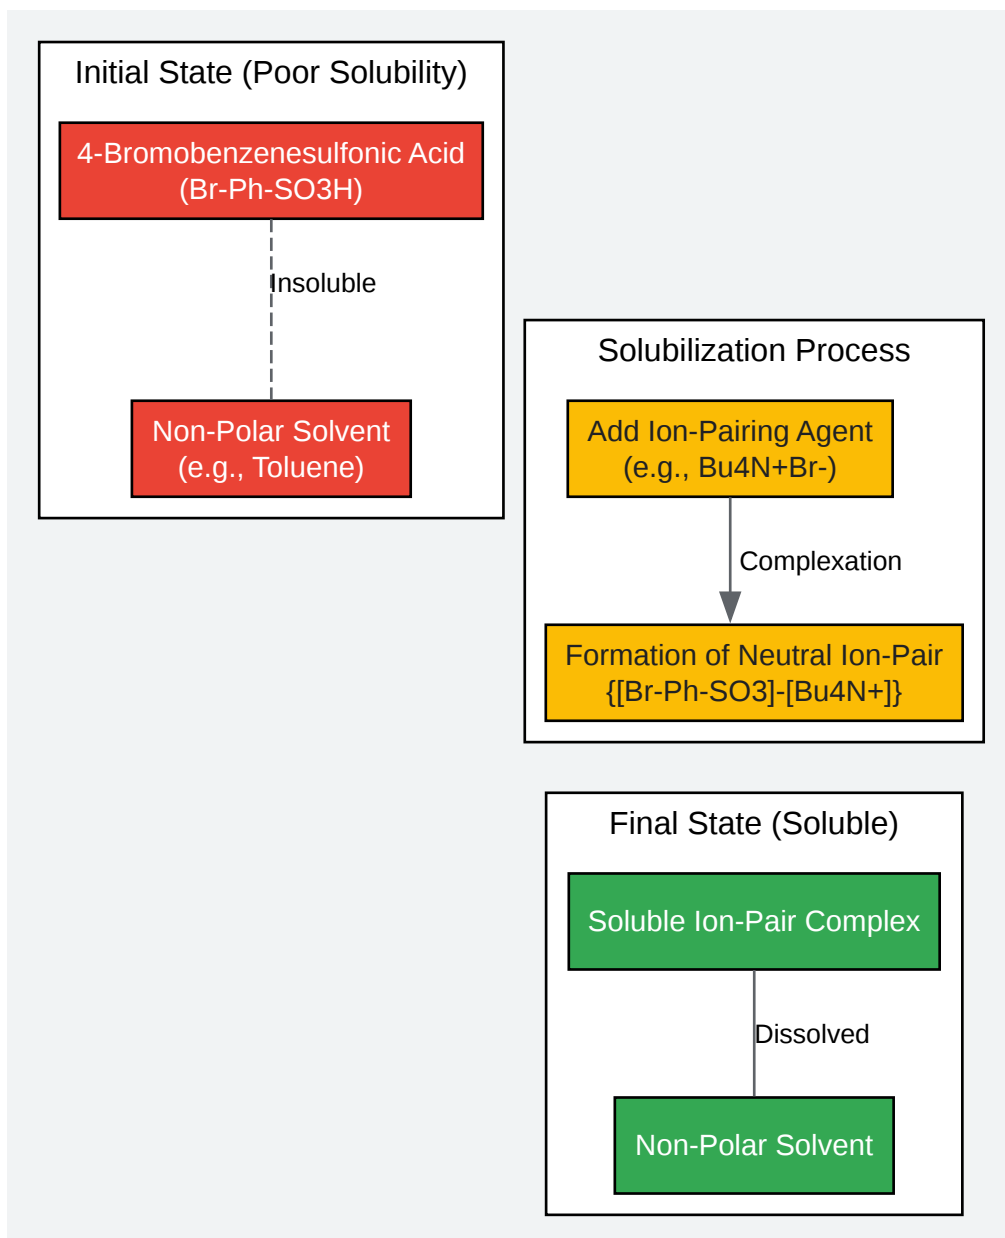 Initial State (Poor Solubility)
4-Bromobenzenesulfonic Acid
(Br-Ph-SO3H)
Insoluble
Non-Polar Solvent
(e.g., Toluene)
Solubilization Process
Add Ion-Pairing Agent
(e.g., Bu4N+Br-)
Complexation
Formation of Neutral Ion-Pair
{[Br-Ph-SO3]-[Bu4N+]}
Final State (Soluble)
Soluble Ion-Pair Complex
Dissolved
Non-Polar Solvent